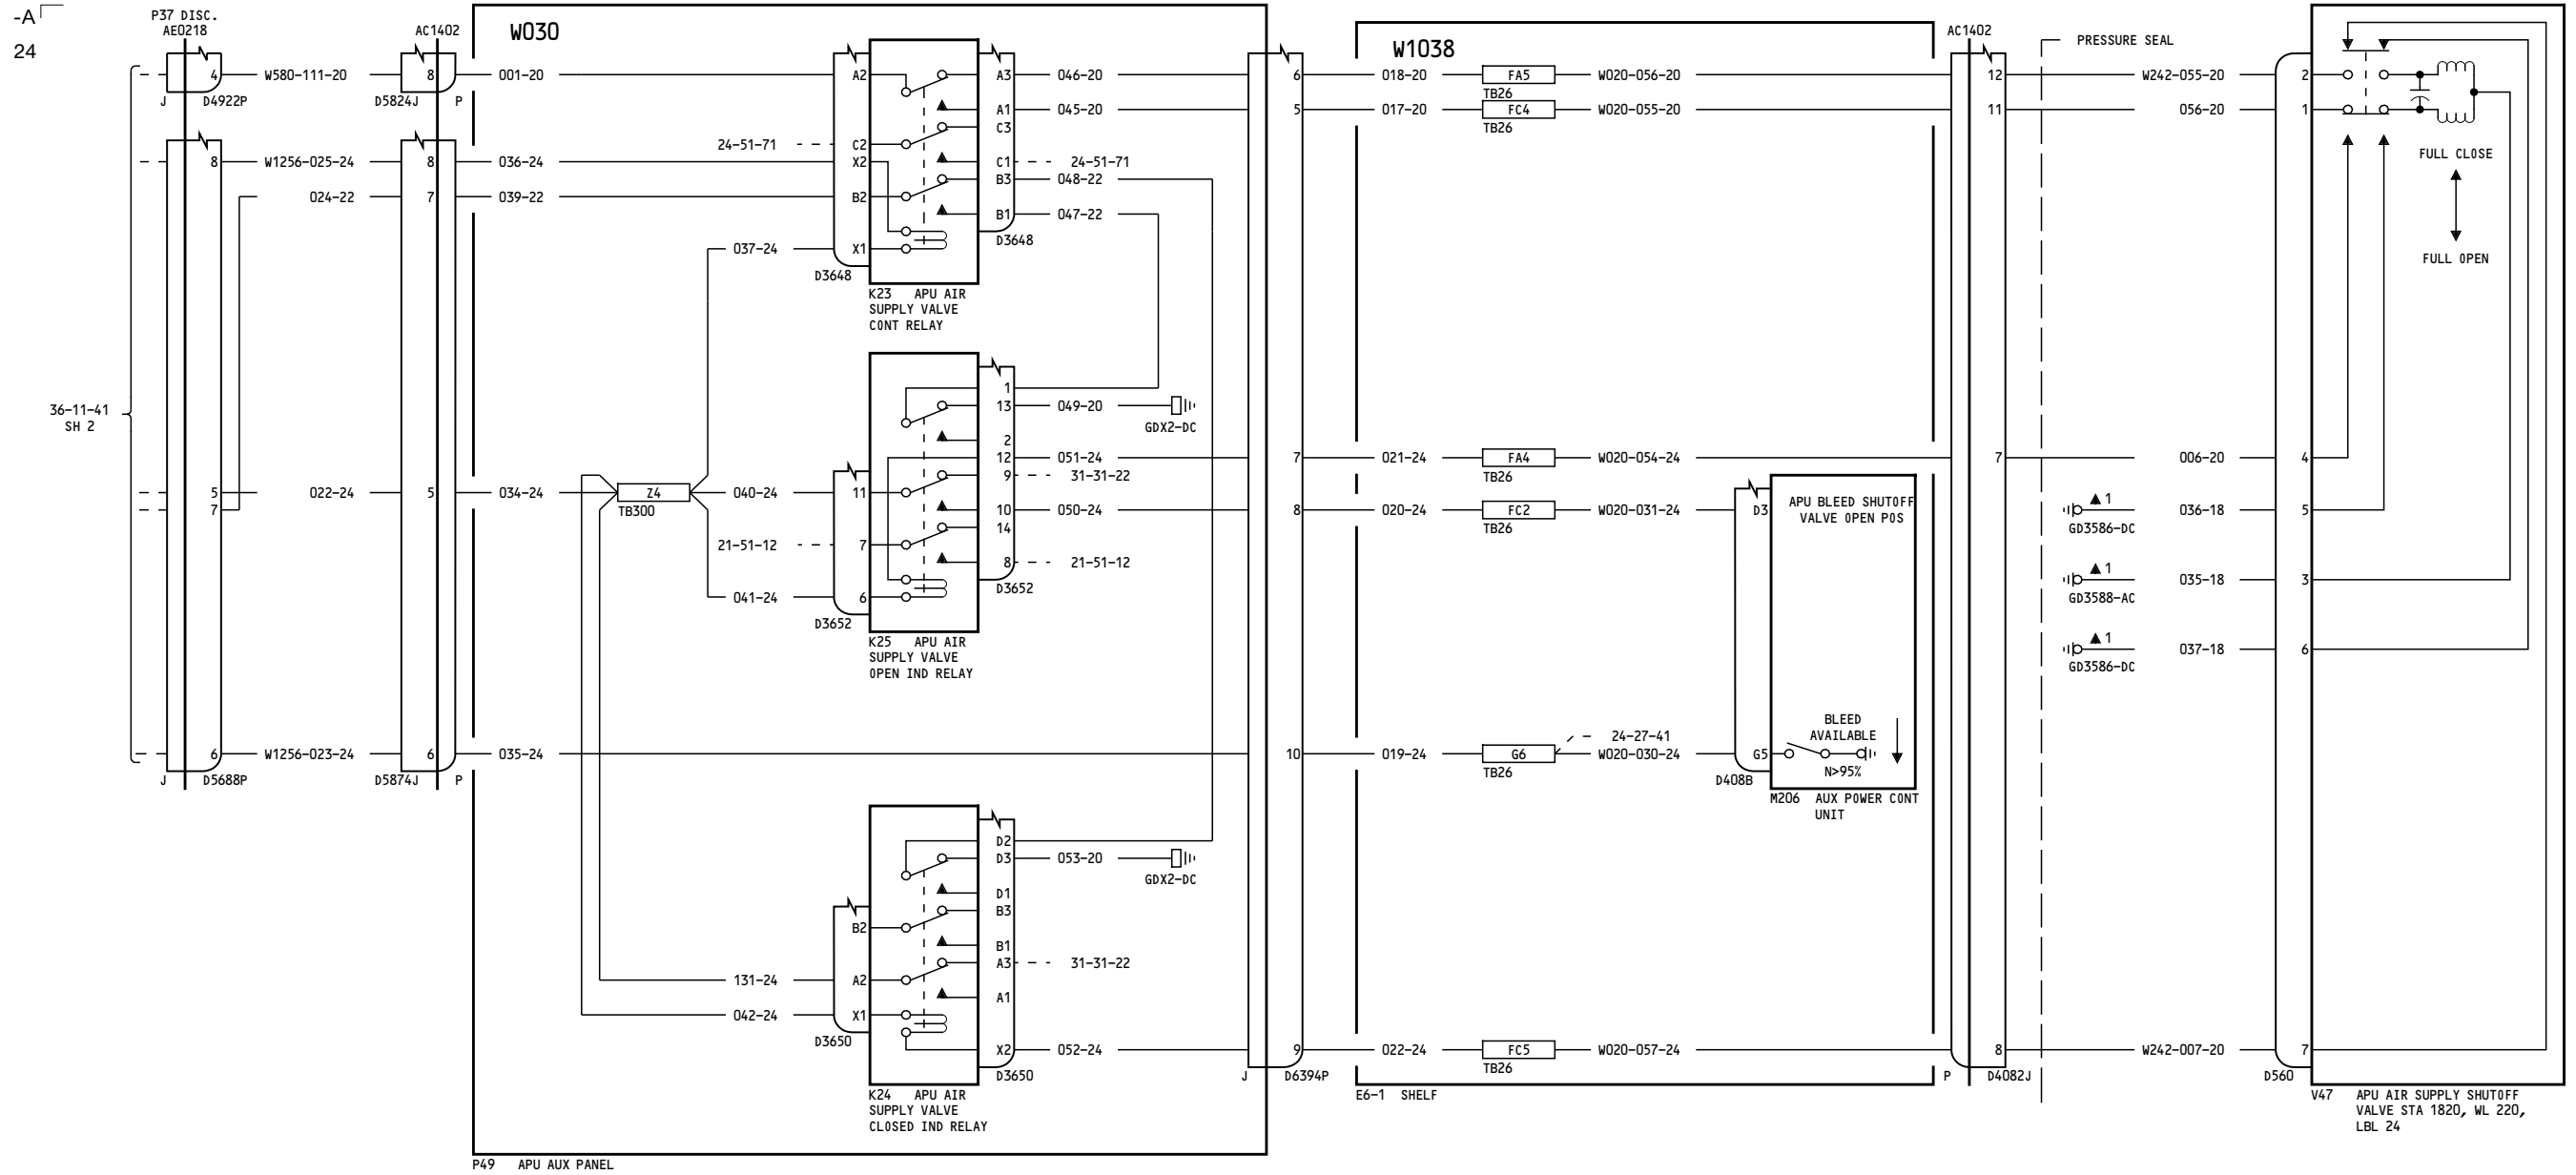 -A
24
P37 DISC.
AE0218
4
J
D4922P
W580-111-20
AC1402
8
D5824J
P
W030
001-20
36-11-41
SH 2
8
W1256-025-24
8
036-24
024-22
7
039-22
5
022-24
5
034-24
7
6
W1256-023-24
6
035-24
J
D5688P
D5874J
P
24-51-71
037-24
A2
C2
X2
B2
X1
D3648
A3
A1
C3
C1
B3
B1
D3648
046-20
045-20
24-51-71
048-22
047-22
K23 APU AIR
SUPPLY VALVE
CONT RELAY
Z4
TB300
040-24
21-51-12
041-24
11
7
6
D3652
1
13
2
12
9
10
14
8
D3652
049-20
GDX2-DC
051-24
31-31-22
050-24
21-51-12
K25 APU AIR
SUPPLY VALVE
OPEN IND RELAY
131-24
042-24
B2
A2
X1
D3650
D2
D3
D1
B3
B1
A3
A1
X2
D3650
053-20
GDX2-DC
31-31-22
052-24
K24 APU AIR
SUPPLY VALVE
CLOSED IND RELAY
P49 APU AUX PANEL
6
5
7
8
10
9
J
D6394P
W1038
018-20
FA5
TB26
W020-056-20
017-20
FC4
TB26
W020-055-20
021-24
FA4
TB26
W020-054-24
020-24
FC2
TB26
W020-031-24
019-24
G6
TB26
24-27-41
W020-030-24
022-24
FC5
TB26
W020-057-24
E6-1 SHELF
D3
G5
D408B
APU BLEED SHUTOFF
VALVE OPEN POS
BLEED
AVAILABLE
N>95%
M206 AUX POWER CONT
UNIT
AC1402
12
11
7
8
P
D4082J
PRESSURE SEAL
W242-055-20
2
056-20
1
006-20
4
1
GD3586-DC
036-18
5
1
GD3588-AC
035-18
3
1
GD3586-DC
037-18
6
W242-007-20
7
D560
FULL CLOSE
FULL OPEN
V47 APU AIR SUPPLY SHUTOFF
VALVE STA 1820, WL 220,
LBL 24